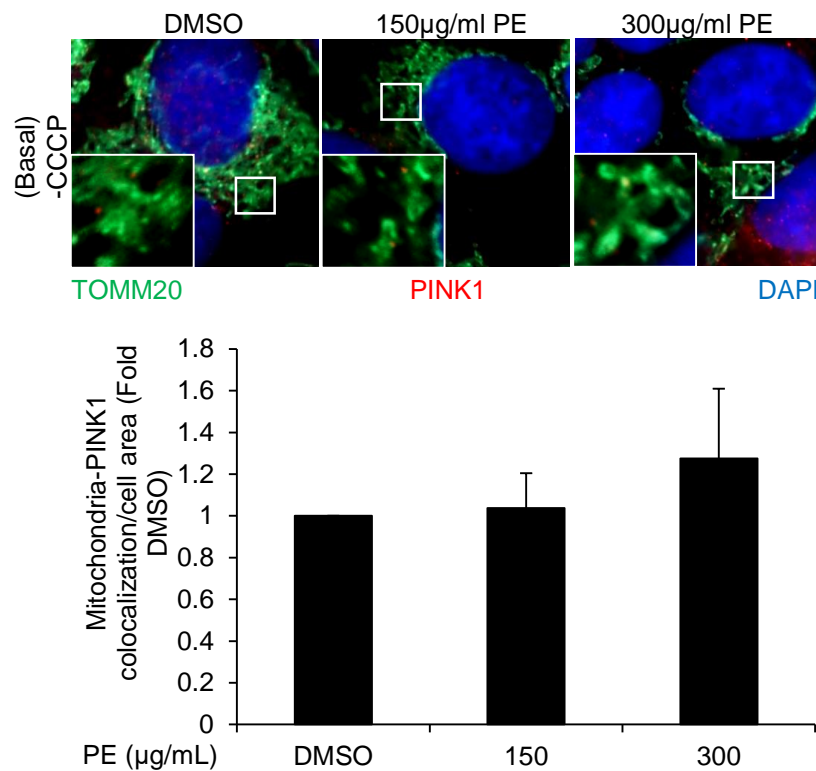 DMSO 150µg/ml PE 300µg/ml PE
(Basal)
-CCCP
TOMM20 PINK1 DAPI
Mitochondria-PINK1
colocalization/cell area (Fold
DMSO)
1.8
1.6
1.4
1.2
1
0.8
0.6
0.4
0.2
0
PE (µg/mL) DMSO 150 300